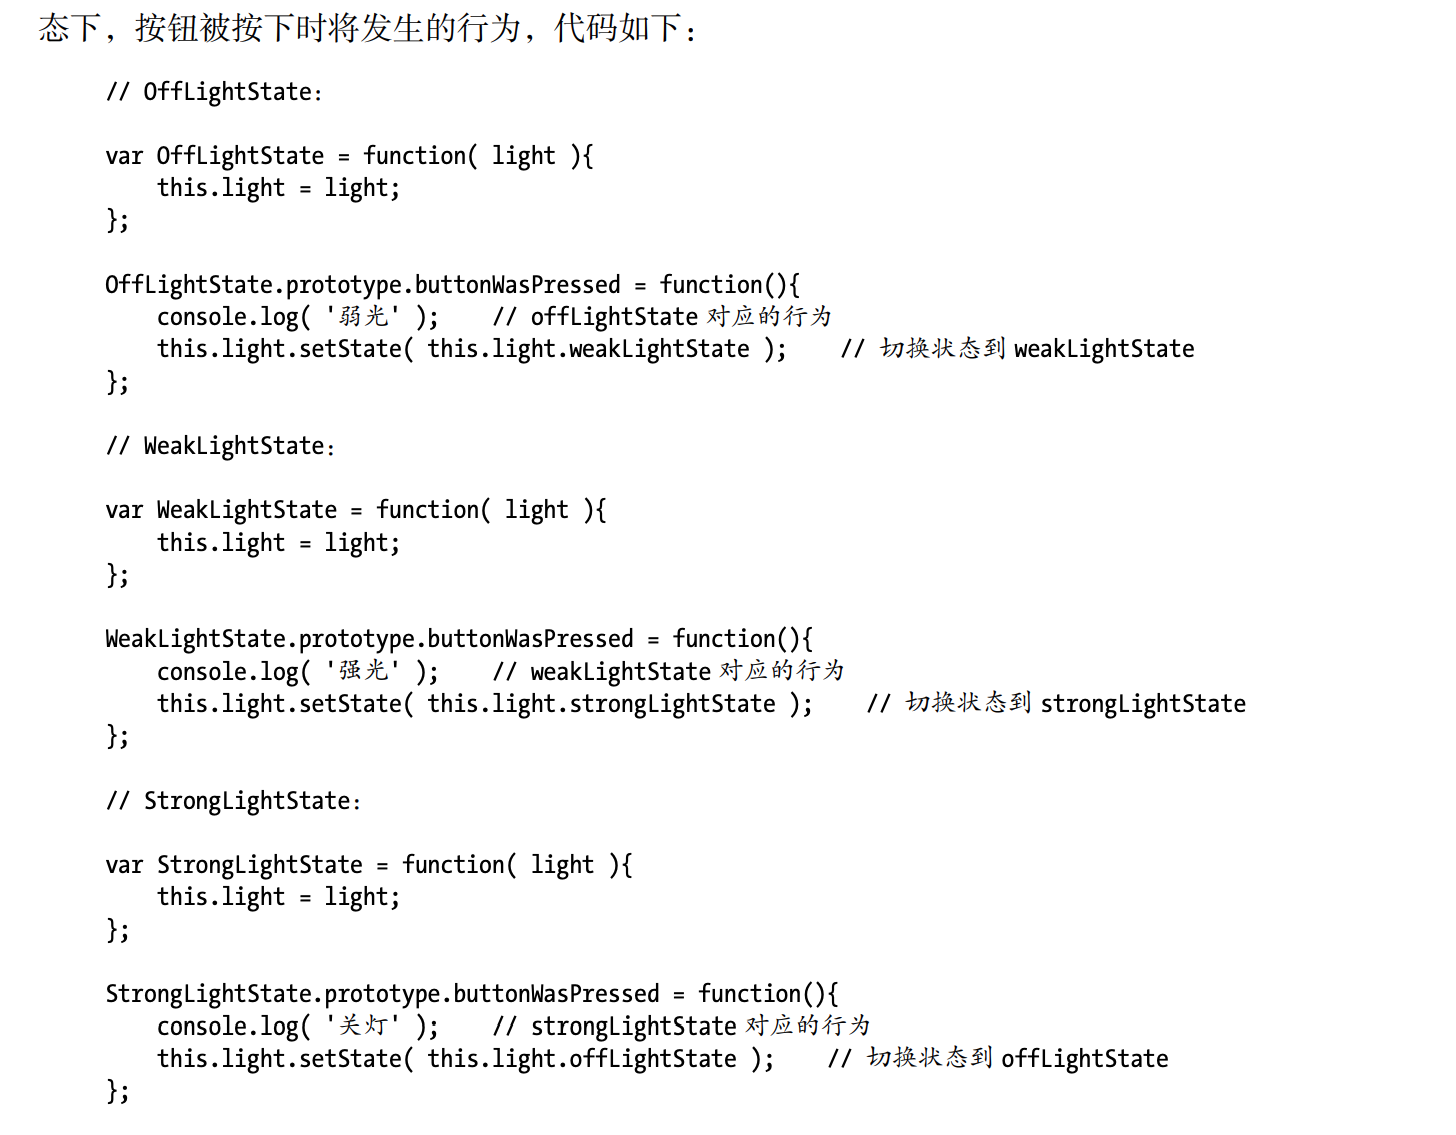 态下，按钮被按下时将发生的行为，代码如下：
// OffLightState：
var OffLightState = function( light ){
this.light = light;
};
OffLightState.prototype.buttonWasPressed = function(){
console.log( '弱光' ); // offLightState 对应的行为
this.light.setState( this.light.weakLightState ); // 切换状态到 weakLightState
};
// WeakLightState：
var WeakLightState = function( light ){
this.light = light;
};
WeakLightState.prototype.buttonWasPressed = function(){
console.log( '强光' ); // weakLightState 对应的行为
this.light.setState( this.light.strongLightState ); // 切换状态到 strongLightState
};
// StrongLightState：
var StrongLightState = function( light ){
this.light = light;
};
StrongLightState.prototype.buttonWasPressed = function(){
console.log( '关灯' ); // strongLightState 对应的行为
this.light.setState( this.light.offLightState ); // 切换状态到 offLightState
};